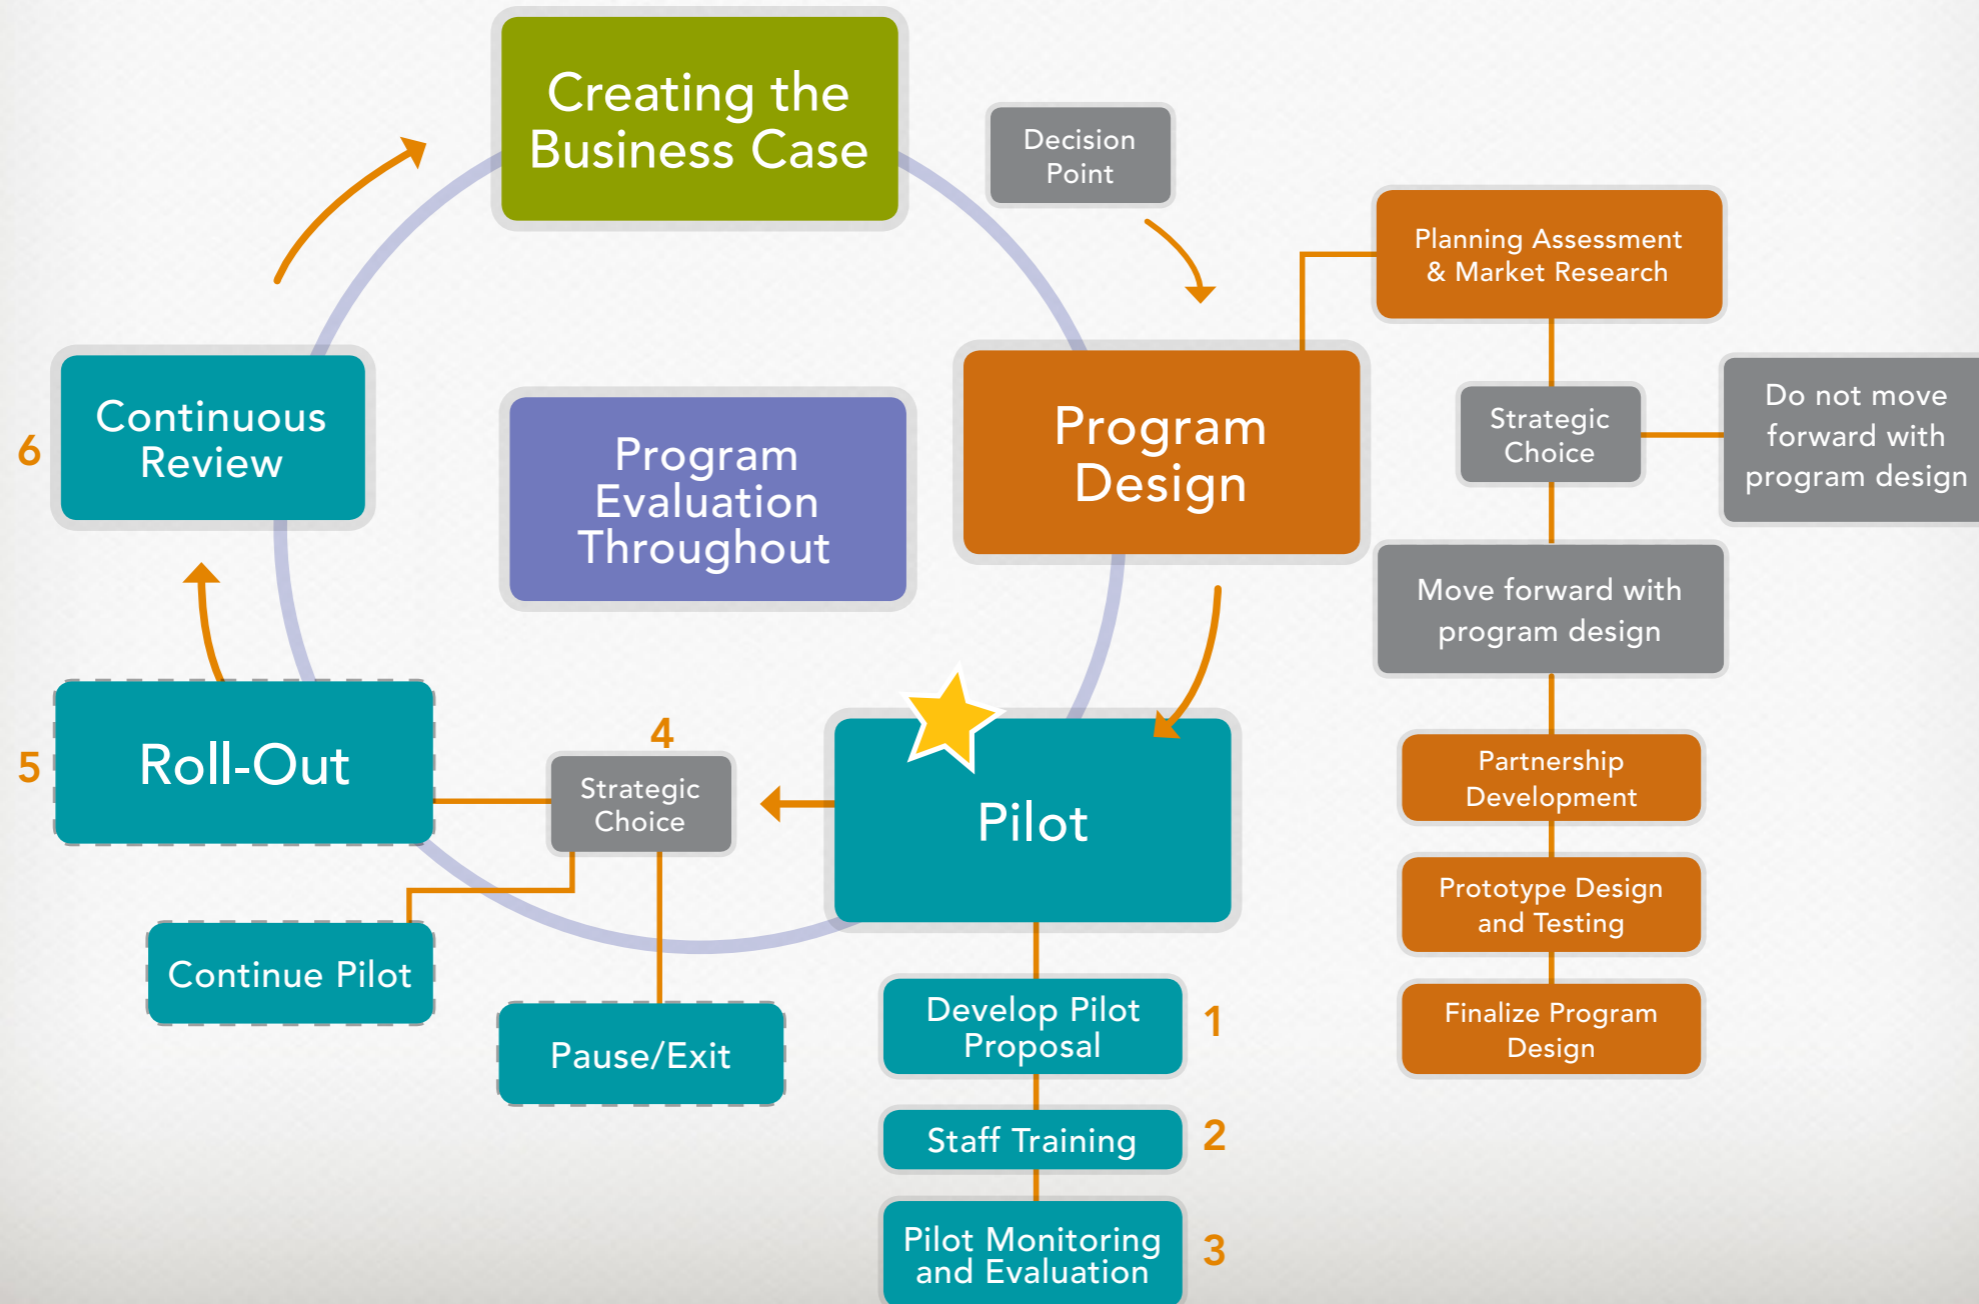 Creating the
Business Case
Decision
Point
Planning Assessment
& Market Research
Program
Design
Strategic
Choice
Do not move
forward with
program design
Move forward with
program design
Partnership
Development
Prototype Design
and Testing
Finalize Program
Design
Program
Evaluation
Throughout
Pilot
Develop Pilot
Proposal
1
Staff Training
2
Pilot Monitoring
and Evaluation
3
4
Strategic
Choice
Continue Pilot
Pause/Exit
5
Roll-Out
6
Continuous
Review